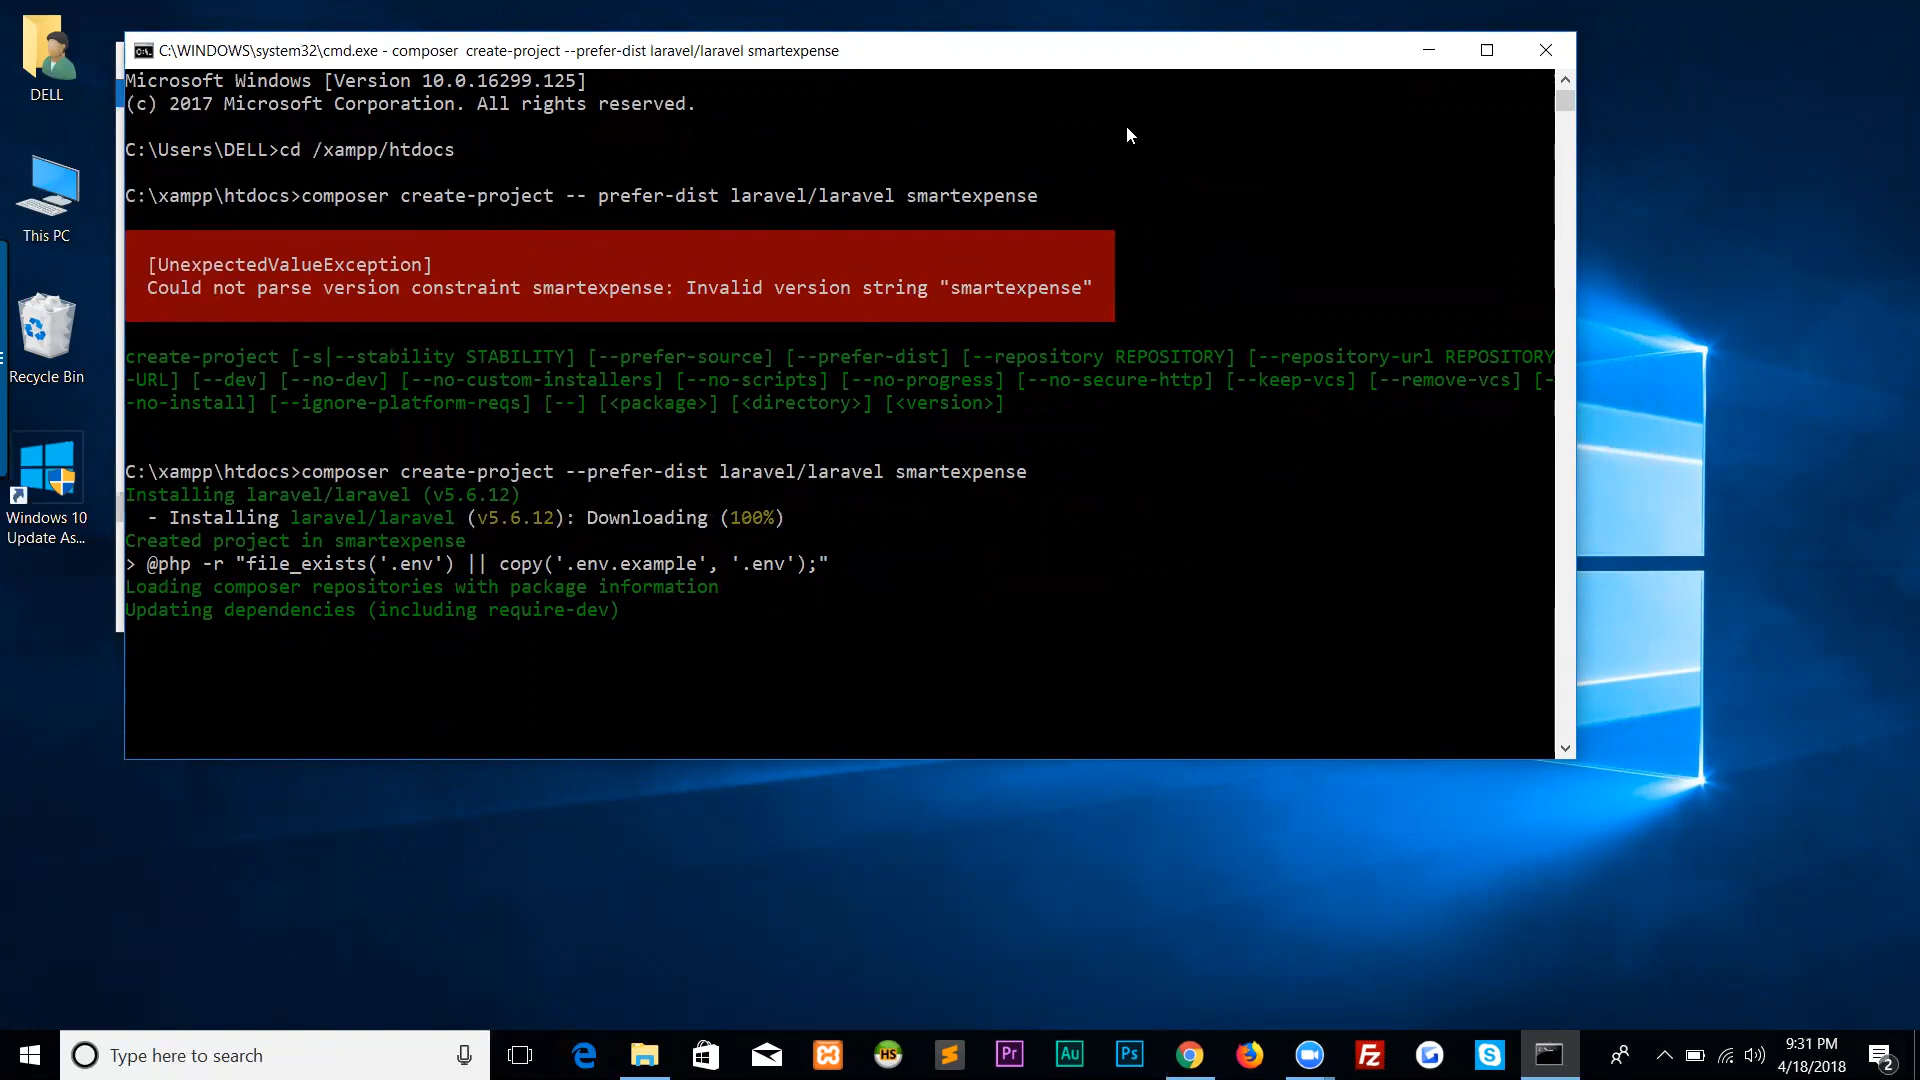 C:\WINDOWS\system32\cmd.exe - composer  create-project --prefer-dist laravel/laravel smartexpense
Microsoft Windows [Version 10.0.16299.125]
(c) 2017 Microsoft Corporation. All rights reserved.
C:\Users\DELL>cd /xampp/htdocs
C:\xampp\htdocs>composer create-project -- prefer-dist laravel/laravel smartexpense
[UnexpectedValueException]
Could not parse version constraint smartexpense: Invalid version string "smartexpense"
create-project [-s|--stability STABILITY] [--prefer-source] [--prefer-dist] [--repository REPOSITORY] [--repository-url REPOSITORY
-URL] [--dev] [--no-dev] [--no-custom-installers] [--no-scripts] [--no-progress] [--no-secure-http] [--keep-vcs] [--remove-vcs] [-
-no-install] [--ignore-platform-reqs] [--] [<package>] [<directory>] [<version>]
C:\xampp\htdocs>composer create-project --prefer-dist laravel/laravel smartexpense
Installing laravel/laravel (v5.6.12)
- Installing laravel/laravel (v5.6.12): Downloading (100%)
Created project in smartexpense
> @php -r "file_exists('.env') || copy('.env.example', '.env');"
Loading composer repositories with package information
Updating dependencies (including require-dev)
DELL
This PC
Recycle Bin
Windows 10
Update As...
Type here to search
HS
Pr
Au
Ps
Fz
9:31 PM
4/18/2018
2